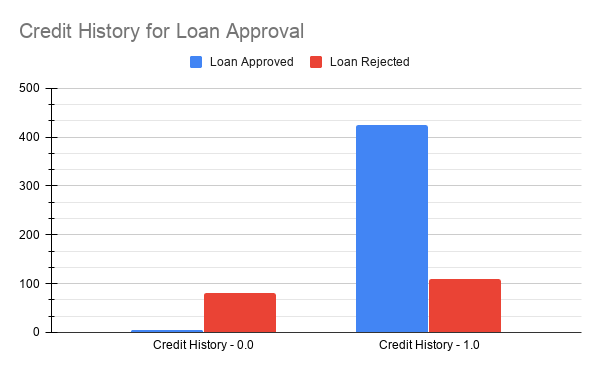 Credit History for Loan Approval
Loan Approved Loan Rejected
500
400
300
200
100
0
Credit History - 0.0 Credit History - 1.0